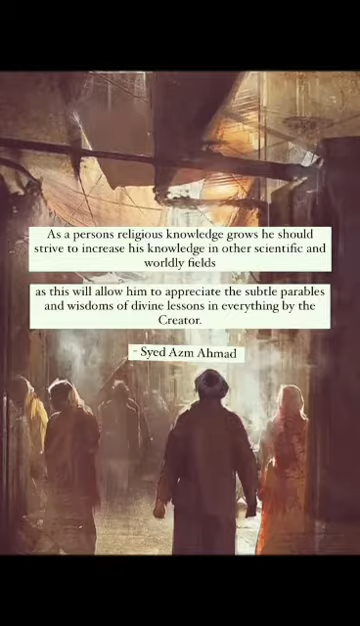 As a persons religious knowledge grows he should
strive to increase his knowledge in other scientific and
worldly fields
as this will allow him to appreciate the subtle parables
and wisdoms of divine lessons in everything by the
Creator.
- Syed Azm Ahmad